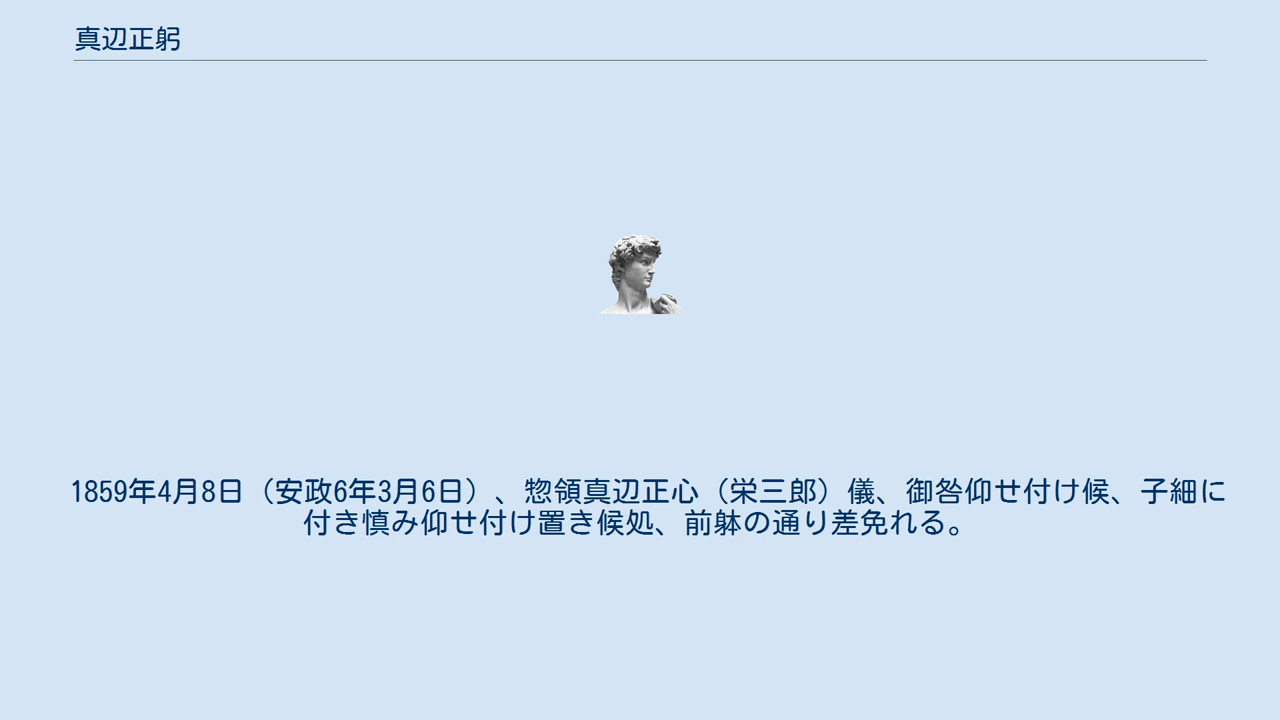 真辺正躬
1859年4月8日（安政6年3月6日）、惣領真辺正心（栄三郎）儀、御咎仰せ付け候、子細に
付き慎み仰せ付け置き候処、前躰の通り差免れる。